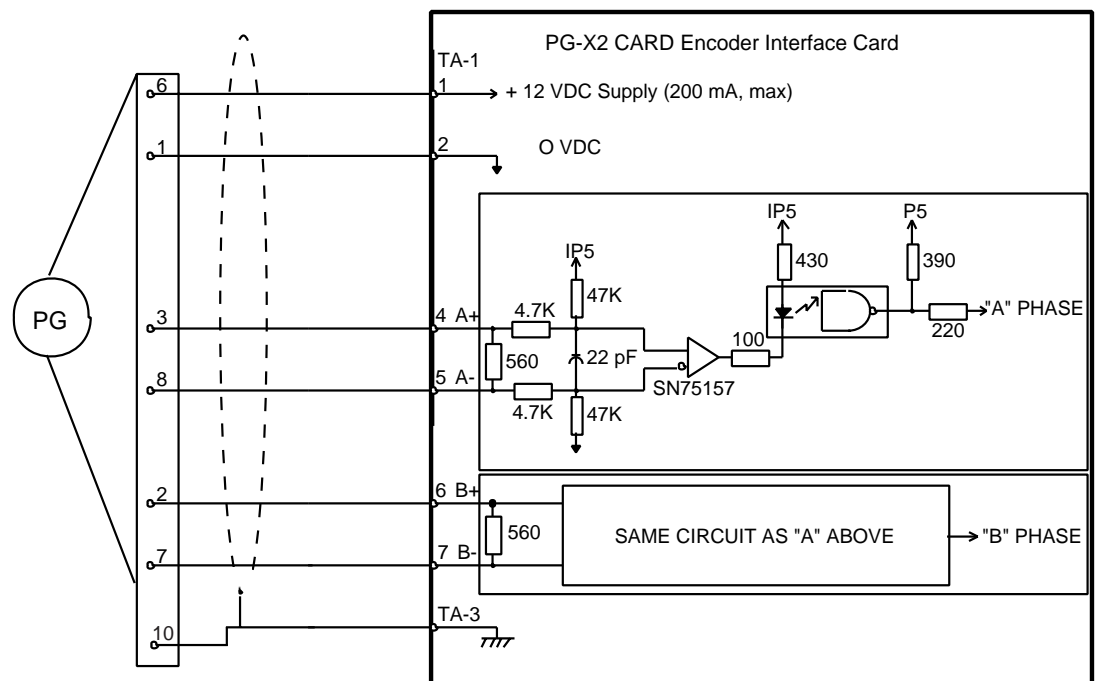 PG-X2 CARD Encoder Interface Card
TA-1
6
1
+ 12 VDC Supply (200 mA, max)
1
2
O VDC
IP5
P5
430
390
IP5
47K
PG
3
4 A+
4.7K
"A" PHASE
220
100
560
22 pF
8
5 A-
SN75157
4.7K
47K
2
6 B+
560
SAME CIRCUIT AS "A" ABOVE
"B" PHASE
7
7 B-
TA-3
10